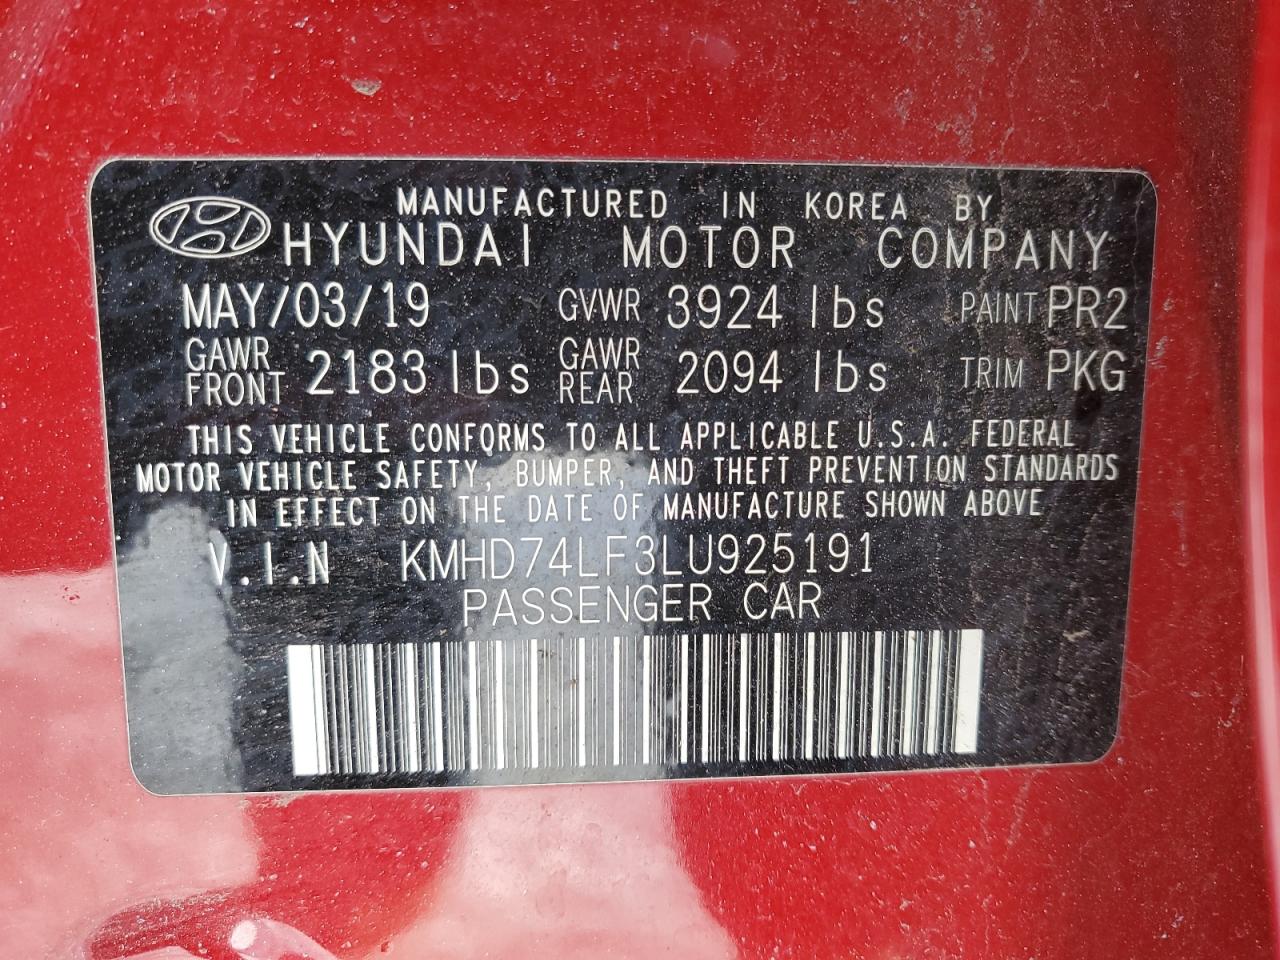 MANUFACTURED IN KOREA BY
HYUNDAI MOTOR COMPANY
MAY/03/19 GVWR 3924 lbs PAINT PR2
GAWR FRONT 2183 lbs GAWR REAR 2094 lbs TRIM PKG
THIS VEHICLE CONFORMS TO ALL APPLICABLE U.S.A. FEDERAL
MOTOR VEHICLE SAFETY, BUMPER, AND THEFT PREVENTION STANDARDS
IN EFFECT ON THE DATE OF MANUFACTURE SHOWN ABOVE
V.I.N KMHD74LF3LU925191
PASSENGER CAR